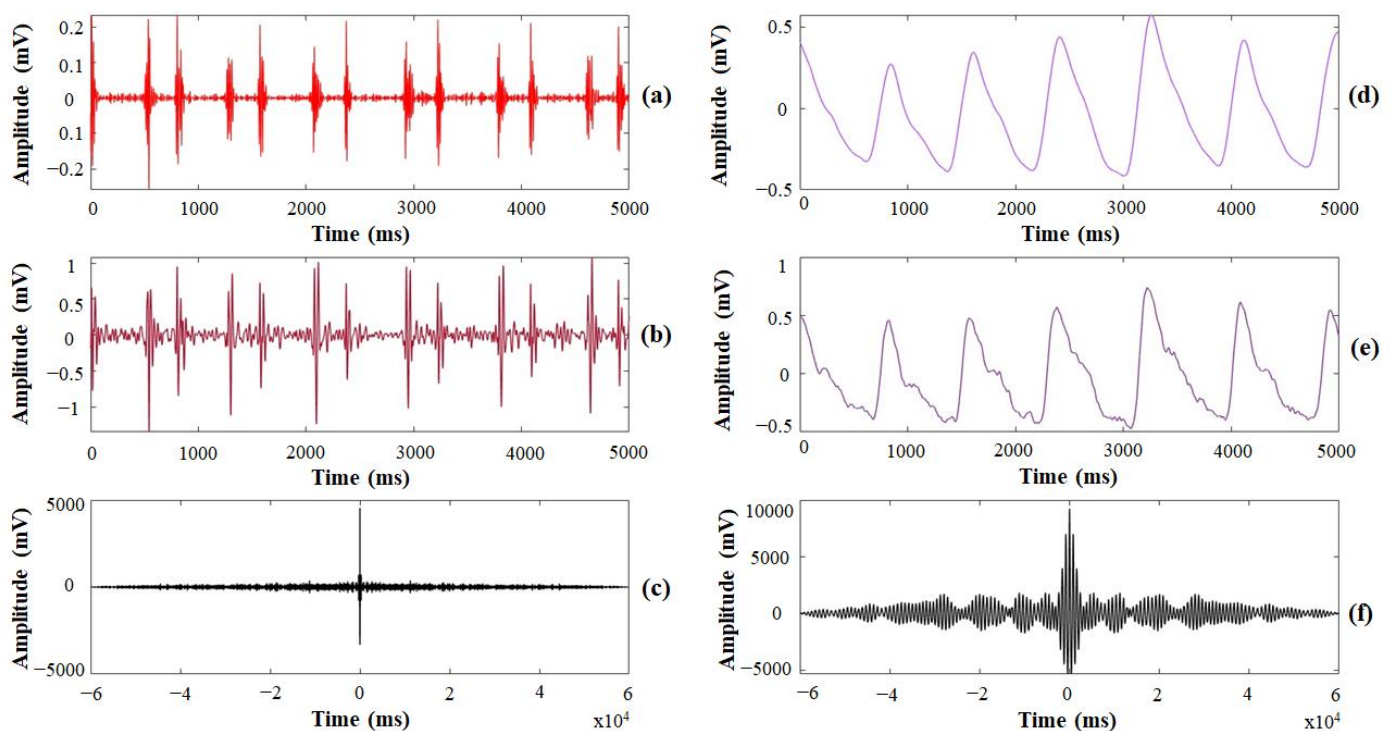 0.2
0.1
0
0.1
−0.2
Amplitude (mV)
0 1000 2000 3000 4000 5000
Time (ms)
(a)
1
0.5
0
−0.5
−1
Amplitude (mV)
0 1000 2000 3000 4000 5000
Time (ms)
(b)
5000
0
−5000
Amplitude (mV)
−6 −4 −2 0 2 4 60
x10⁴
Time (ms)
(c)
0.5
0
−0.5
Amplitude (mV)
0 1000 2000 3000 4000 5000
Time (ms)
(d)
1
0.5
0
−0.5
Amplitude (mV)
0 1000 2000 3000 4000 5000
Time (ms)
(e)
10000
5000
0
−5000
Amplitude (mV)
−6 −4 −2 0 2 4 6
x10⁴
Time (ms)
(f)